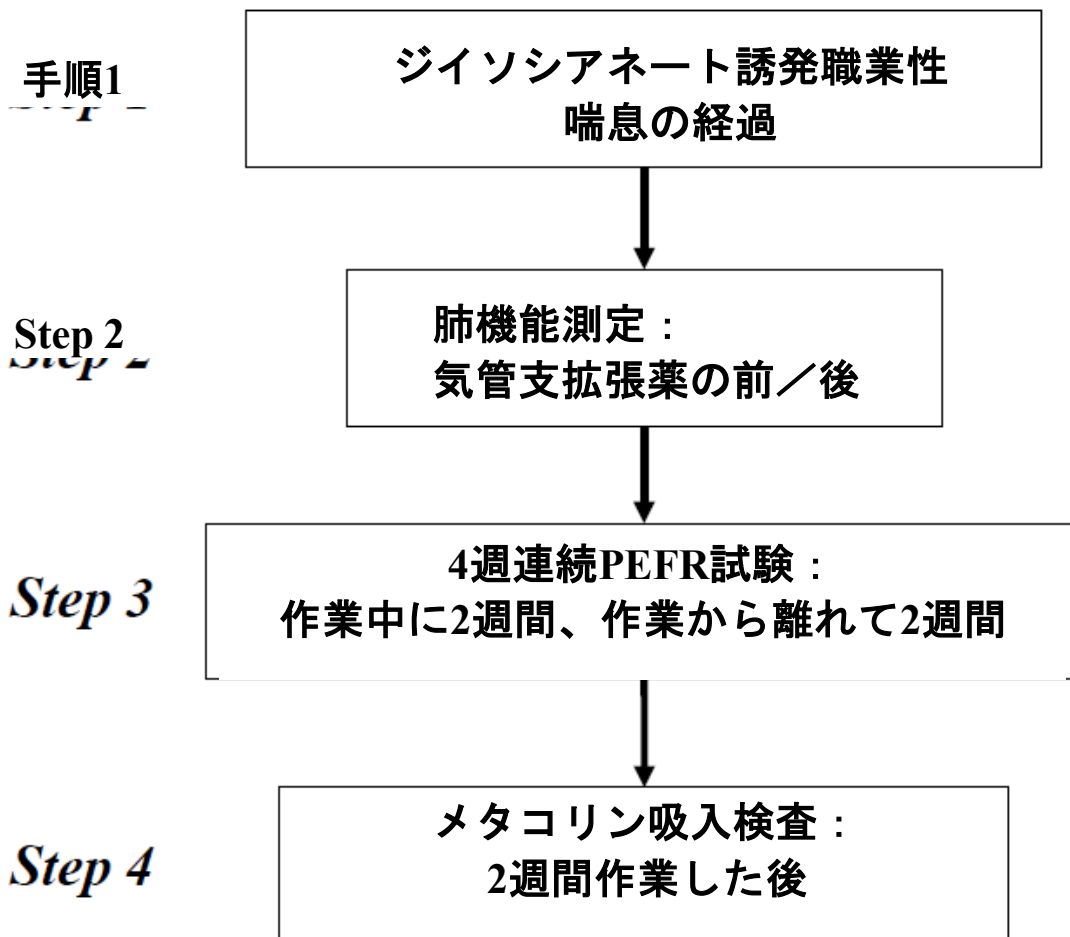 手順1
ジイソシアネート誘発職業性
喘息の経過
Step 2
肺機能測定：
気管支拡張薬の前／後
Step 3
4週連続PEFR試験：
作業中に2週間、作業から離れて2週間
Step 4
メタコリン吸入検査：
2週間作業した後